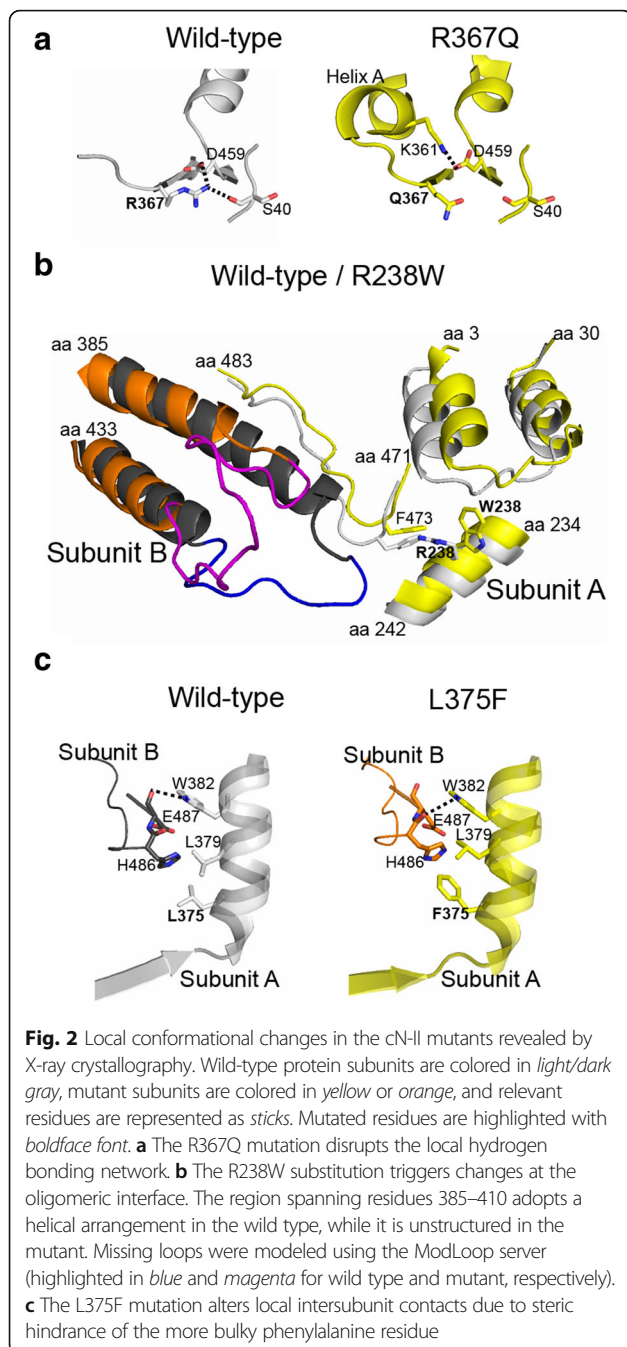 a
Wild-type
R367Q
Helix A
K361
D459
D459
R367
Q367
S40
S40
b
Wild-type / R238W
aa 385
aa 483
aa 3
aa 30
aa 433
aa 471
W238
F473
aa 234
R238
Subunit B
Subunit A
aa 242
c
Wild-type
L375F
Subunit B
Subunit B
W382
W382
E487
E487
L379
L379
H486
H486
L375
F375
Subunit A
Subunit A
Fig. 2 Local conformational changes in the cN-II mutants revealed by
X-ray crystallography. Wild-type protein subunits are colored in light/dark
gray, mutant subunits are colored in yellow or orange, and relevant
residues are represented as sticks. Mutated residues are highlighted with
boldface font. a The R367Q mutation disrupts the local hydrogen
bonding network. b The R238W substitution triggers changes at the
oligomeric interface. The region spanning residues 385–410 adopts a
helical arrangement in the wild type, while it is unstructured in the
mutant. Missing loops were modeled using the ModLoop server
(highlighted in blue and magenta for wild type and mutant, respectively).
c The L375F mutation alters local intersubunit contacts due to steric
hindrance of the more bulky phenylalanine residue